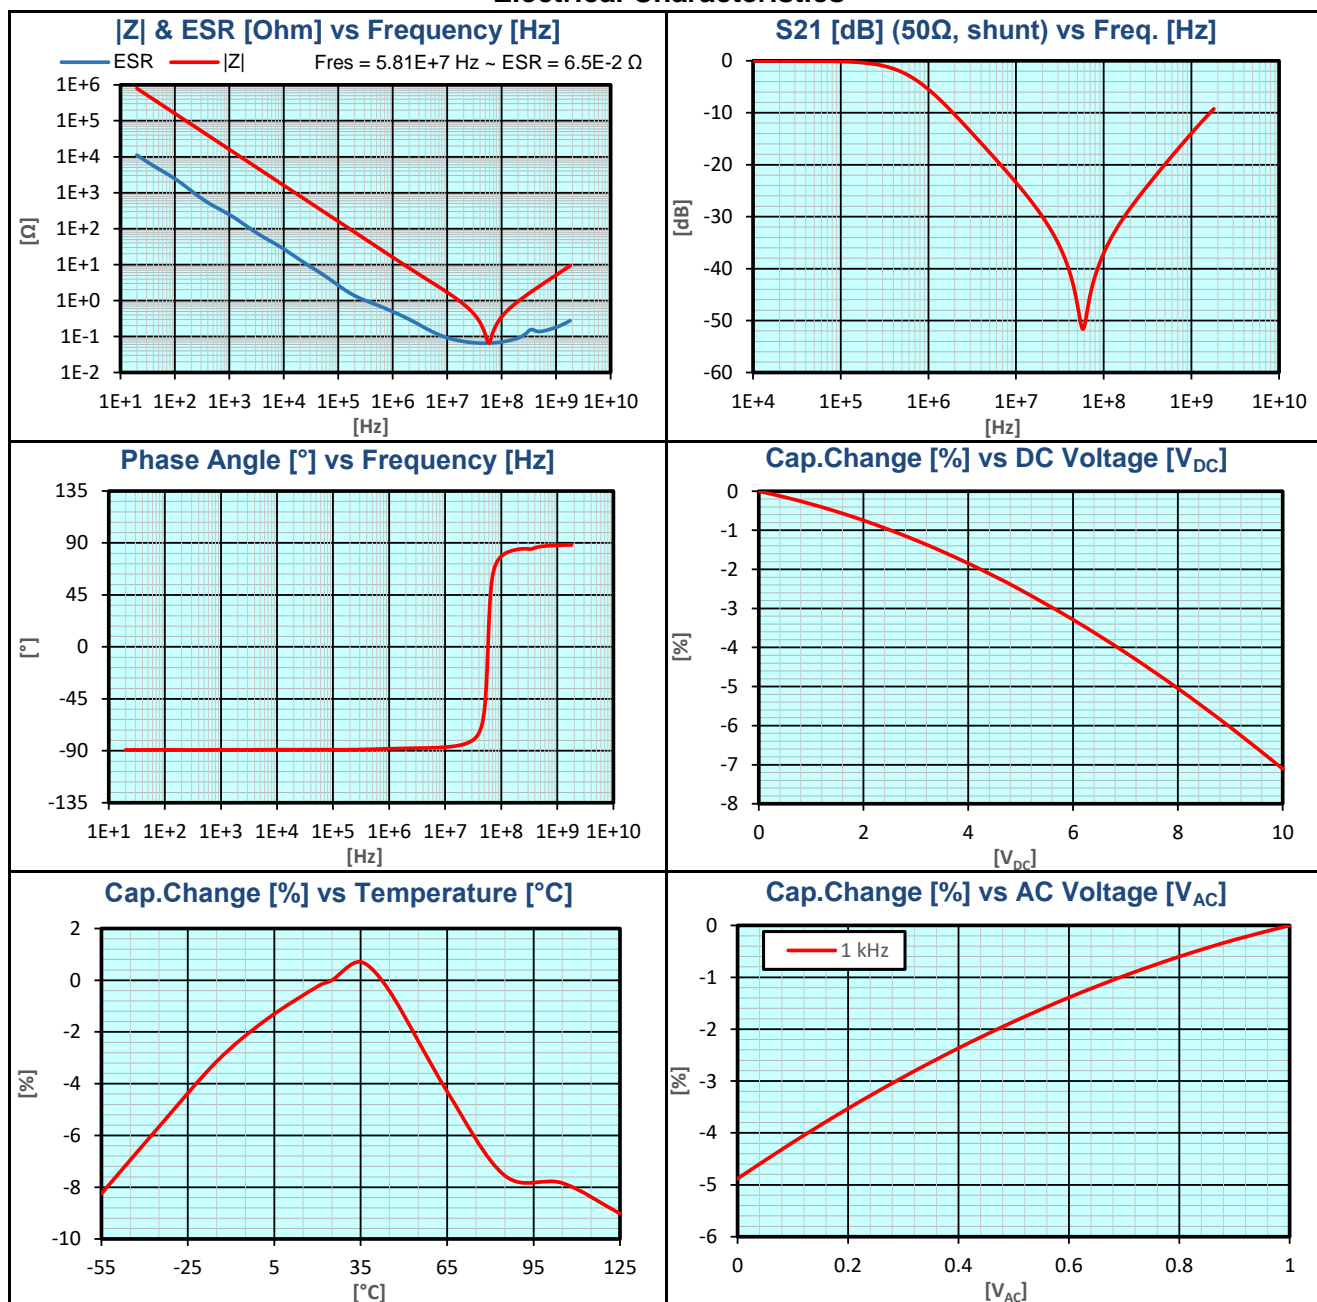 |Z| & ESR [Ohm] vs Frequency [Hz]
ESR |Z| Fres = 5.81E+7 Hz ~ ESR = 6.5E-2 Ω
1E+6
1E+5
1E+4
1E+3
1E+2
1E+1
1E+0
1E-1
1E-2
[Ω]
1E+1 1E+2 1E+3 1E+4 1E+5 1E+6 1E+7 1E+8 1E+9 1E+10
[Hz]
S21 [dB] (50Ω, shunt) vs Freq. [Hz]
0
-10
-20
-30
-40
-50
-60
[dB]
1E+4 1E+5 1E+6 1E+7 1E+8 1E+9 1E+10
[Hz]
Phase Angle [°] vs Frequency [Hz]
135
90
45
0
-45
-90
-135
[°]
1E+1 1E+2 1E+3 1E+4 1E+5 1E+6 1E+7 1E+8 1E+9 1E+10
[Hz]
Cap.Change [%] vs DC Voltage [VDC]
0
-1
-2
-3
-4
-5
-6
-7
-8
[%]
0 2 4 6 8 10
[VDC]
Cap.Change [%] vs Temperature [°C]
2
0
-2
-4
-6
-8
-10
[%]
-55 -25 5 35 65 95 125
[°C]
Cap.Change [%] vs AC Voltage [VAC]
1 kHz
0
-1
-2
-3
-4
-5
-6
[%]
0 0.2 0.4 0.6 0.8 1
[VAC]